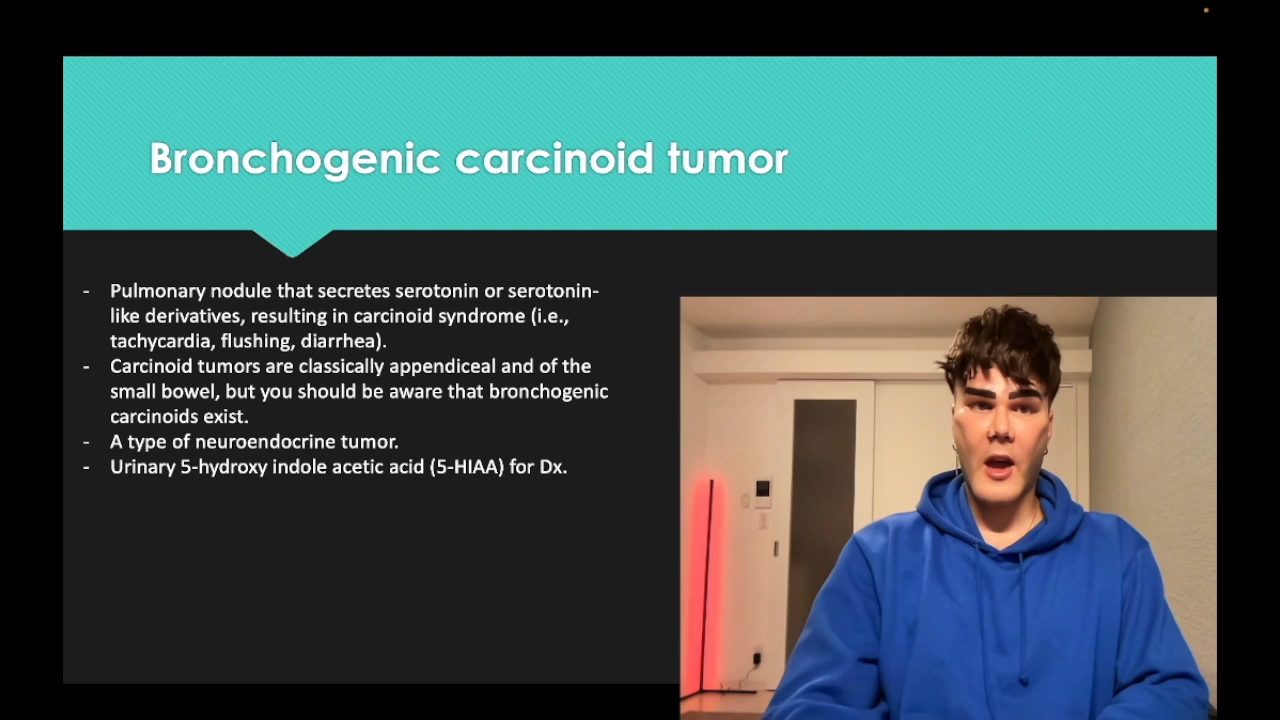 Bronchogenic carcinoid tumor
- Pulmonary nodule that secretes serotonin or serotonin-
like derivatives, resulting in carcinoid syndrome (i.e.,
tachycardia, flushing, diarrhea).
- Carcinoid tumors are classically appendiceal and of the
small bowel, but you should be aware that bronchogenic
carcinoids exist.
- A type of neuroendocrine tumor.
- Urinary 5-hydroxy indole acetic acid (5-HIAA) for Dx.